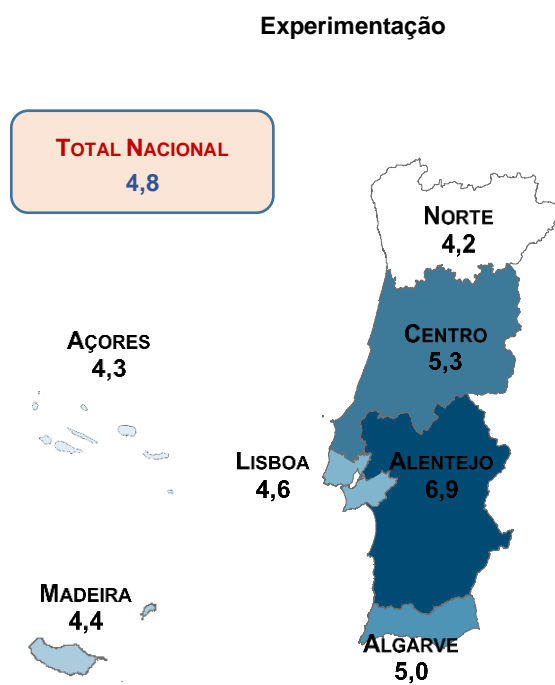 Experimentação
TOTAL NACIONAL
4,8
NORTE
4,2
CENTRO
5,3
AÇORES
4,3
LISBOA
4,6
ALENTEJO
6,9
MADEIRA
4,4
ALGARVE
5,0